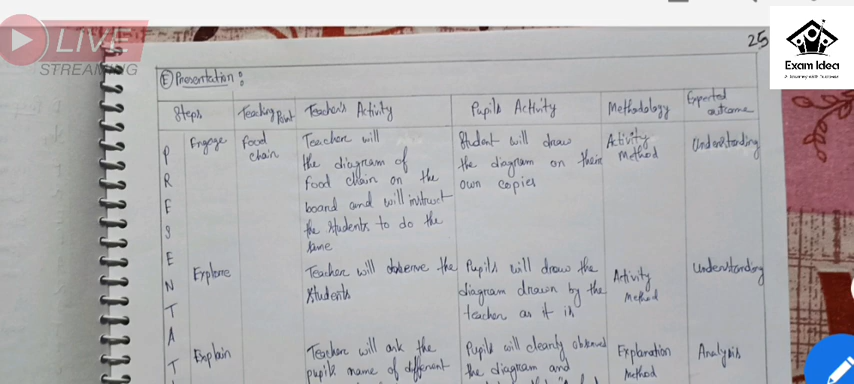 LIVE
STREAMING
25
Exam Idea
A Journey with Success
(E) Presentation :
Steps Teaching Point Teacher's Activity Pupils Activity Methodology Expected outcome
P
R
E
S
E
N
T
A
T
Engage
Food
chain
Teacher will
the diagram of
food chain on the
board and will instruct
the students to do the
same
Student will draw
the diagram on their
own copies
Activity
Method
Understanding
Explore
Teacher will observe the
students
Pupils will draw the
diagram drawn by the
teacher as it is
Activity
Method
Understanding
Explain
Teacher will ask the
pupils name of different
Pupils will clearly observed
the diagram and
Explanation
Method
Analysis